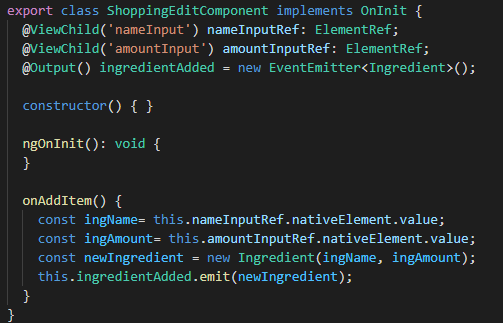 export class ShoppingEditComponent implements OnInit {
@ViewChild('nameInput') nameInputRef: ElementRef;
@ViewChild('amountInput') amountInputRef: ElementRef;
@Output() ingredientAdded = new EventEmitter<Ingredient>();
constructor() { }
ngOnInit(): void {
}
onAddItem() {
const ingName= this.nameInputRef.nativeElement.value;
const ingAmount= this.amountInputRef.nativeElement.value;
const newIngredient = new Ingredient(ingName, ingAmount);
this.ingredientAdded.emit(newIngredient);
}
}